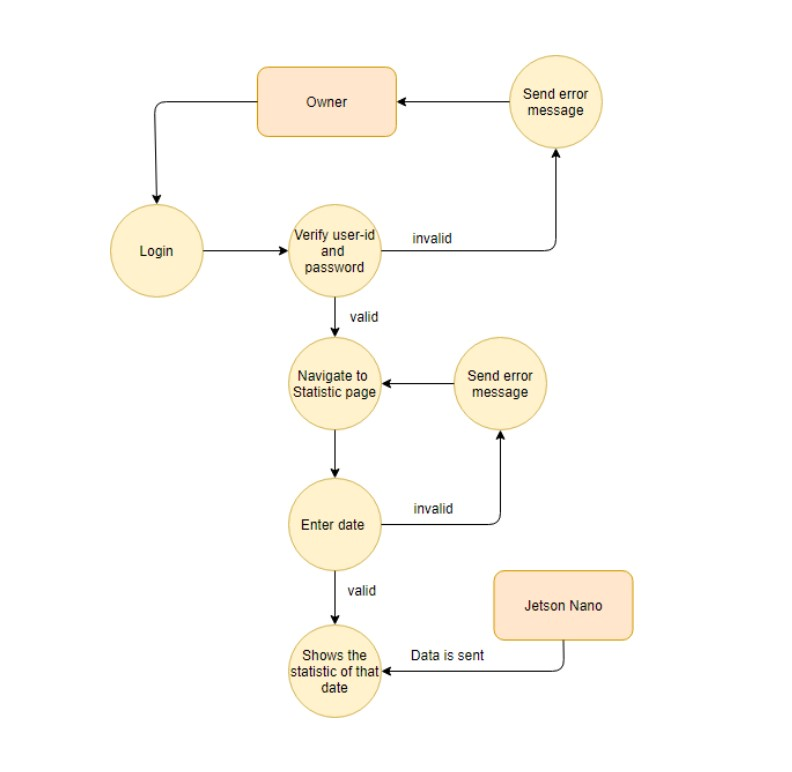 Send error
message
Owner
Verify user-id
and
password
invalid
Login
valid
Navigate to
Statistic page
Send error
message
invalid
Enter date
valid
Jetson Nano
Shows the
statistic of that
date
Data is sent